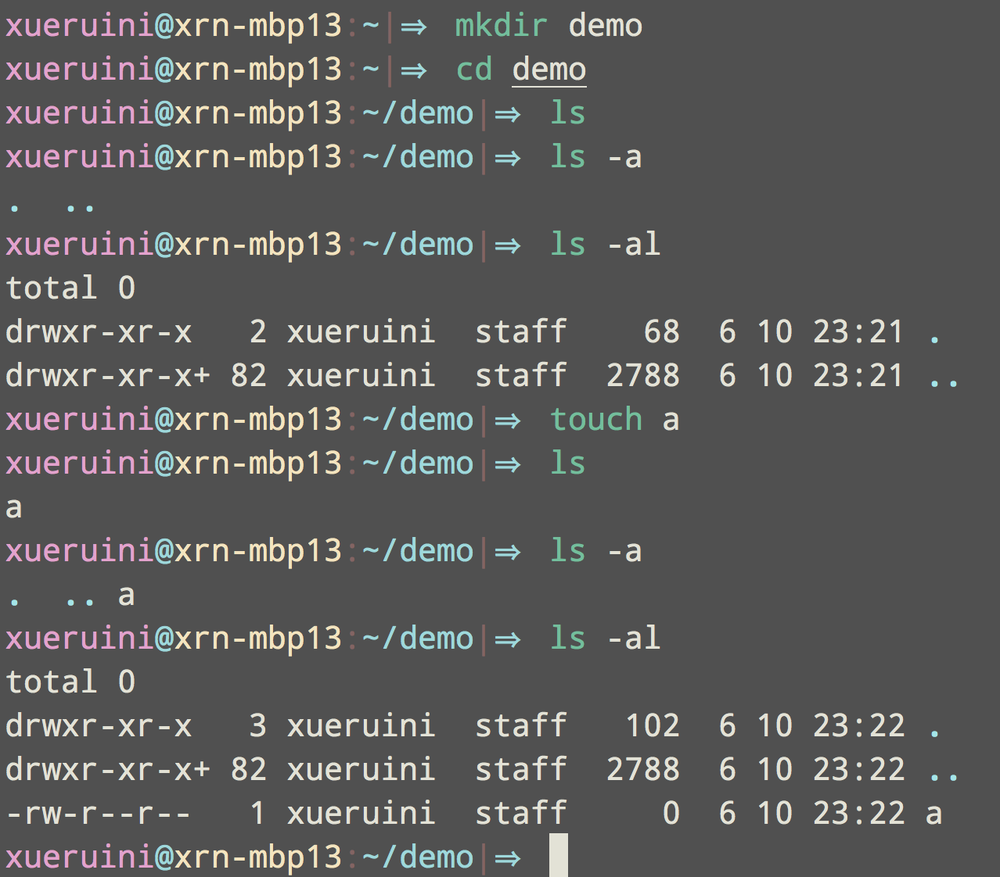 xueruini@xrn-mbp13:~|⇒ mkdir demo
xueruini@xrn-mbp13:~|⇒ cd demo
xueruini@xrn-mbp13:~/demo|⇒ ls
xueruini@xrn-mbp13:~/demo|⇒ ls -a
.  ..
xueruini@xrn-mbp13:~/demo|⇒ ls -al
total 0
drwxr-xr-x   2 xueruini  staff    68  6 10 23:21 .
drwxr-xr-x+ 82 xueruini  staff  2788  6 10 23:21 ..
xueruini@xrn-mbp13:~/demo|⇒ touch a
xueruini@xrn-mbp13:~/demo|⇒ ls
a
xueruini@xrn-mbp13:~/demo|⇒ ls -a
.  .. a
xueruini@xrn-mbp13:~/demo|⇒ ls -al
total 0
drwxr-xr-x   3 xueruini  staff   102  6 10 23:22 .
drwxr-xr-x+ 82 xueruini  staff  2788  6 10 23:22 ..
-rw-r--r--   1 xueruini  staff     0  6 10 23:22 a
xueruini@xrn-mbp13:~/demo|⇒